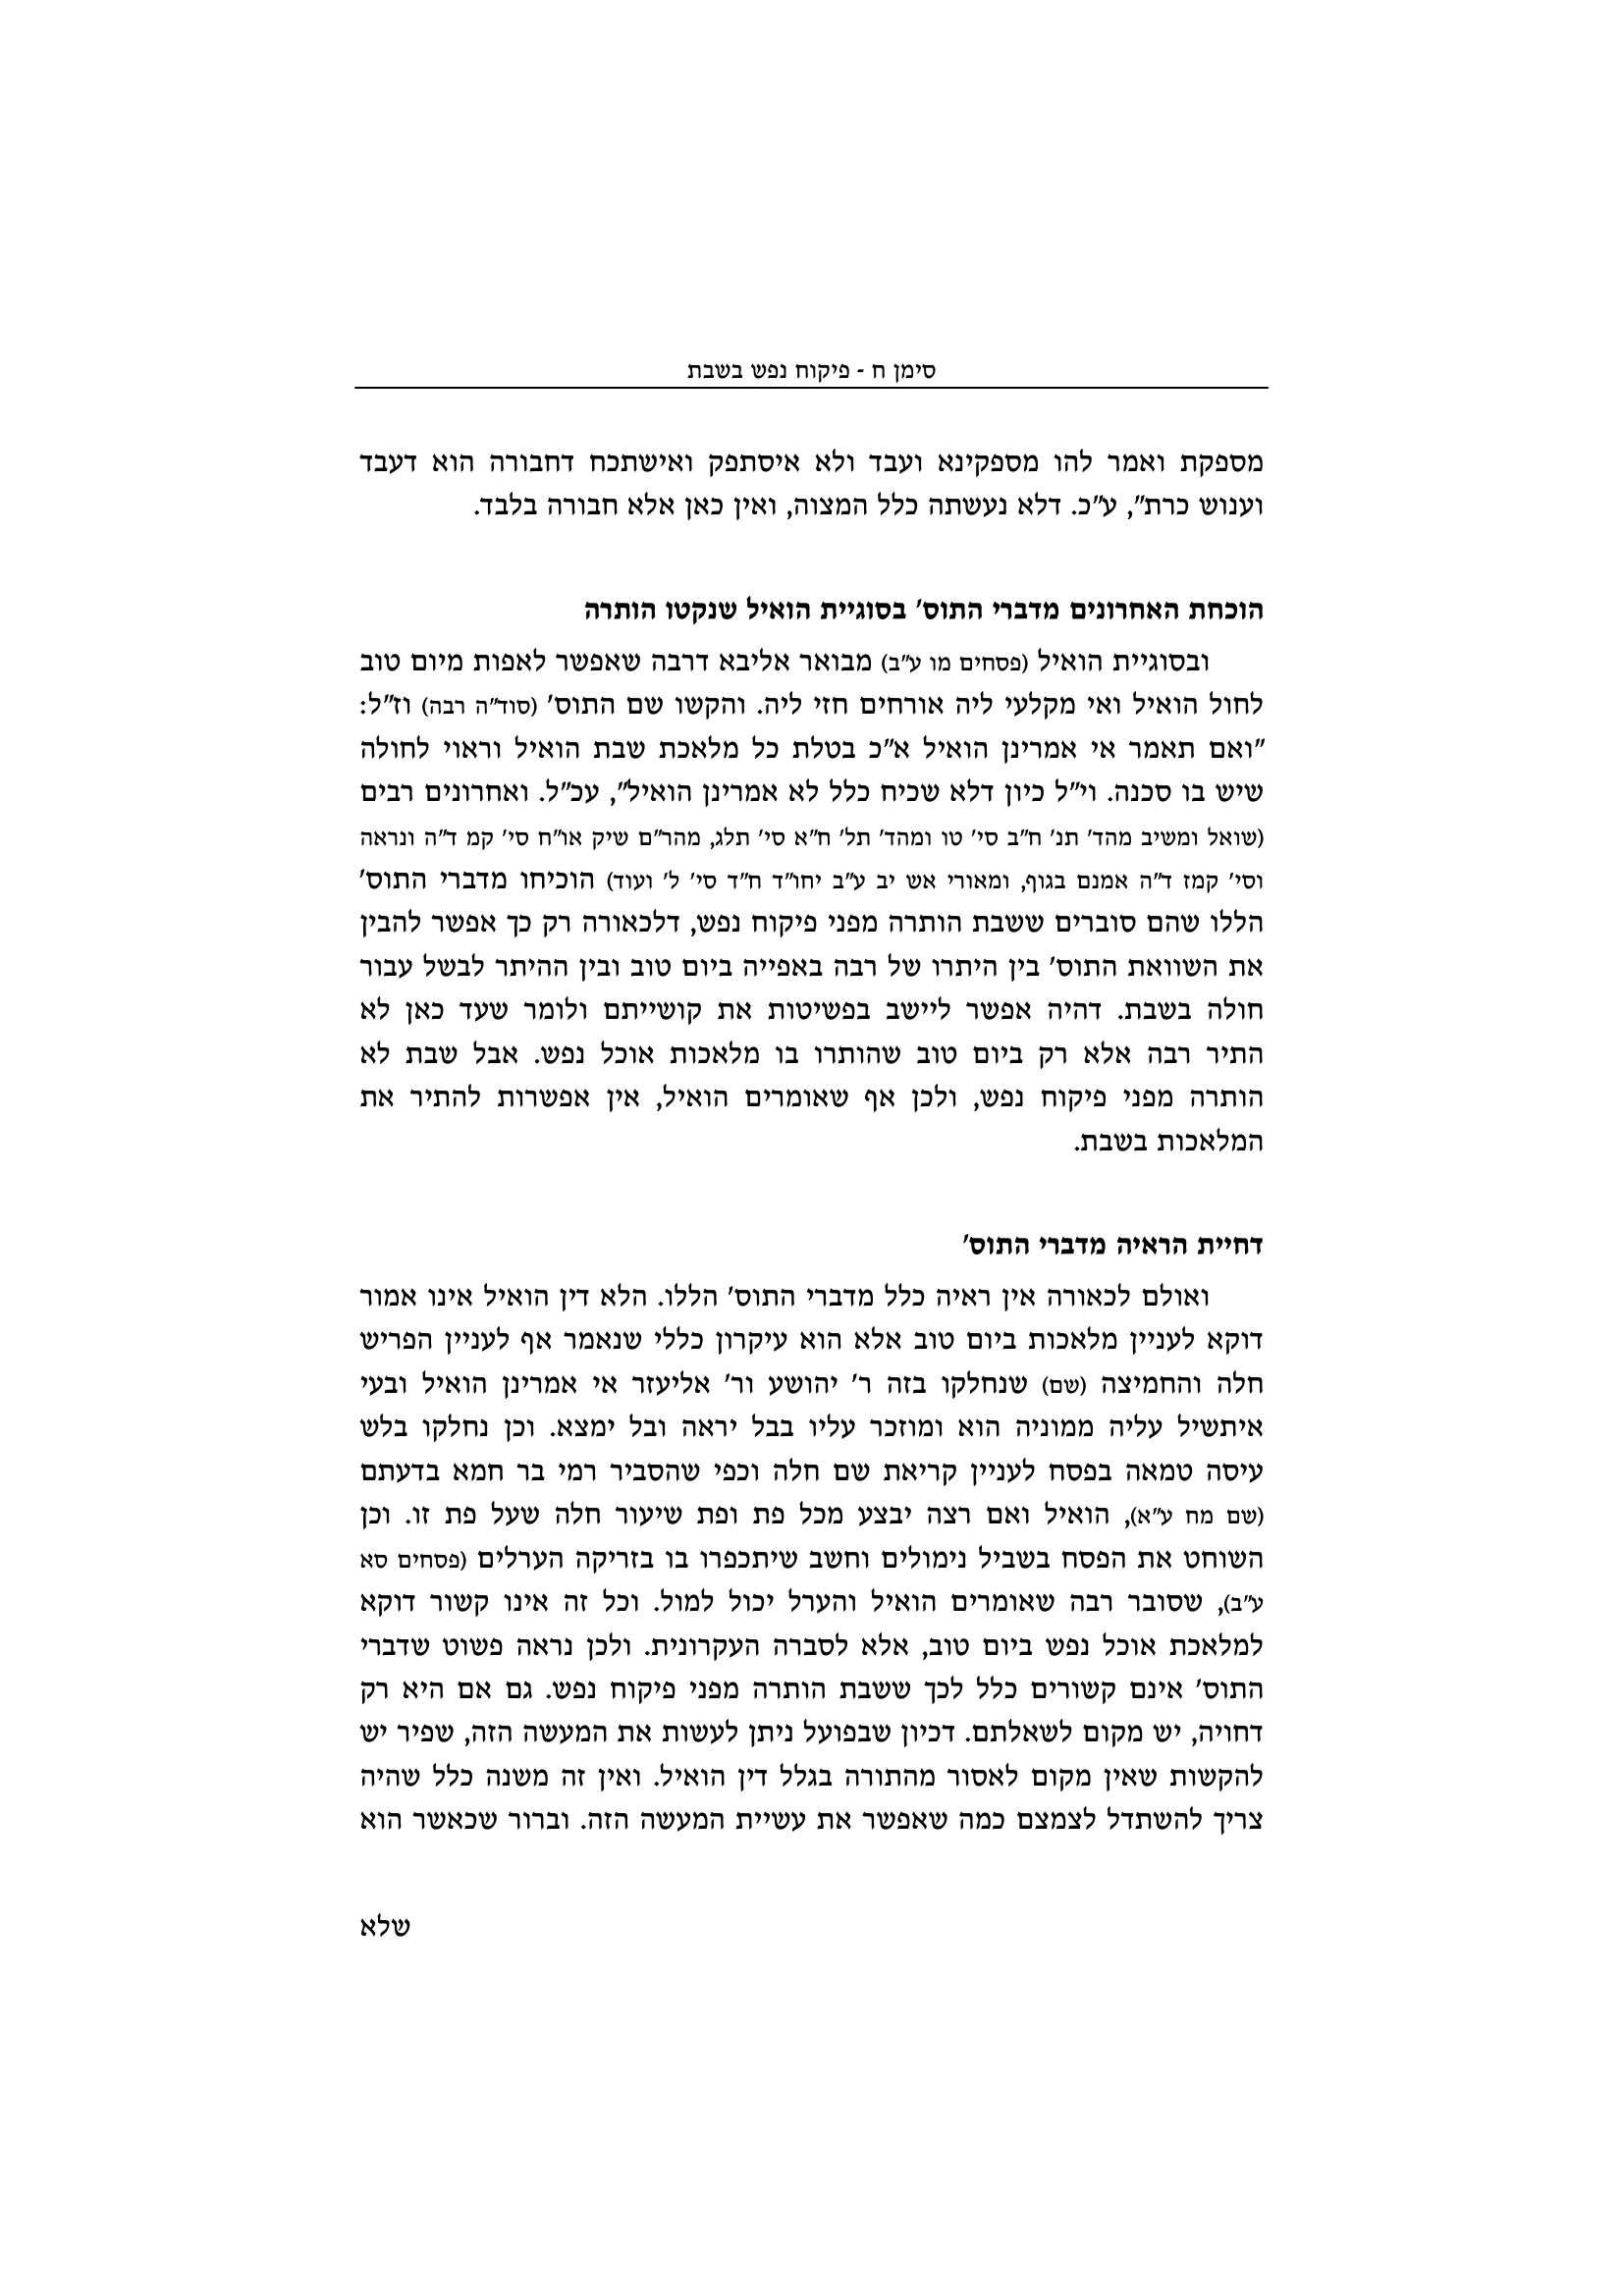 סימן ח - פיקוח נפש בשבת
מספקת ואמר להו מספקינא ועבד ולא איסתפק ואישתכח דחבורה הוא דעבד
וענוש כרת", ע"כ. דלא נעשתה כלל המצוה, ואין כאן אלא חבורה בלבד.
הוכחת האחרונים מדברי התוס' בסוגיית הואיל שנקטו הותרה
ובסוגיית הואיל (פסחים מו ע"ב) מבואר אליבא דרבה שאפשר לאפות מיום טוב
לחול הואיל ואי מקלעי ליה אורחים חזי ליה. והקשו שם התוס' (סוד"ה רבה) וז"ל:
"ואם תאמר אי אמרינן הואיל א"כ בטלת כל מלאכת שבת הואיל וראוי לחולה
שיש בו סכנה. וי"ל כיון דלא שכיח כלל לא אמרינן הואיל", עכ"ל. ואחרונים רבים
(שואל ומשיב מהד' תנ' ח"ב סי' טו ומהד' תל' ח"א סי' תלג, מהר"ם שיק או"ח סי' קמ ד"ה ונראה
וסי' קמז ד"ה אמנם בגוף, ומאורי אש יב ע"ב יחו"ד ח"ד סי' ל' ועוד) הוכיחו מדברי התוס'
הללו שהם סוברים ששבת הותרה מפני פיקוח נפש, דלכאורה רק כך אפשר להבין
את השוואת התוס' בין היתרו של רבה באפייה ביום טוב ובין ההיתר לבשל עבור
חולה בשבת. דהיה אפשר ליישב בפשיטות את קושייתם ולומר שעד כאן לא
התיר רבה אלא רק ביום טוב שהותרו בו מלאכות אוכל נפש. אבל שבת לא
הותרה מפני פיקוח נפש, ולכן אף שאומרים הואיל, אין אפשרות להתיר את
המלאכות בשבת.
דחיית הראיה מדברי התוס'
ואולם לכאורה אין ראיה כלל מדברי התוס' הללו. הלא דין הואיל אינו אמור
דוקא לעניין מלאכות ביום טוב אלא הוא עיקרון כללי שנאמר אף לעניין הפריש
חלה והחמיצה (שם) שנחלקו בזה ר' יהושע ור' אליעזר אי אמרינן הואיל ובעי
איתשיל עליה ממוניה הוא ומוזכר עליו בבל יראה ובל ימצא. וכן נחלקו בלש
עיסה טמאה בפסח לעניין קריאת שם חלה וכפי שהסביר רמי בר חמא בדעתם
(שם מח ע"א), הואיל ואם רצה יבצע מכל פת ופת שיעור חלה שעל פת זו. וכן
השוחט את הפסח בשביל נימולים וחשב שיתכפרו בו בזריקה הערלים (פסחים סא
ע"ב), שסובר רבה שאומרים הואיל והערל יכול למול. וכל זה אינו קשור דוקא
למלאכת אוכל נפש ביום טוב, אלא לסברה העקרונית. ולכן נראה פשוט שדברי
התוס' אינם קשורים כלל לכך ששבת הותרה מפני פיקוח נפש. גם אם היא רק
דחויה, יש מקום לשאלתם. דכיון שבפועל ניתן לעשות את המעשה הזה, שפיר יש
להקשות שאין מקום לאסור מהתורה בגלל דין הואיל. ואין זה משנה כלל שהיה
צריך להשתדל לצמצם כמה שאפשר את עשיית המעשה הזה. וברור שכאשר הוא
שלא